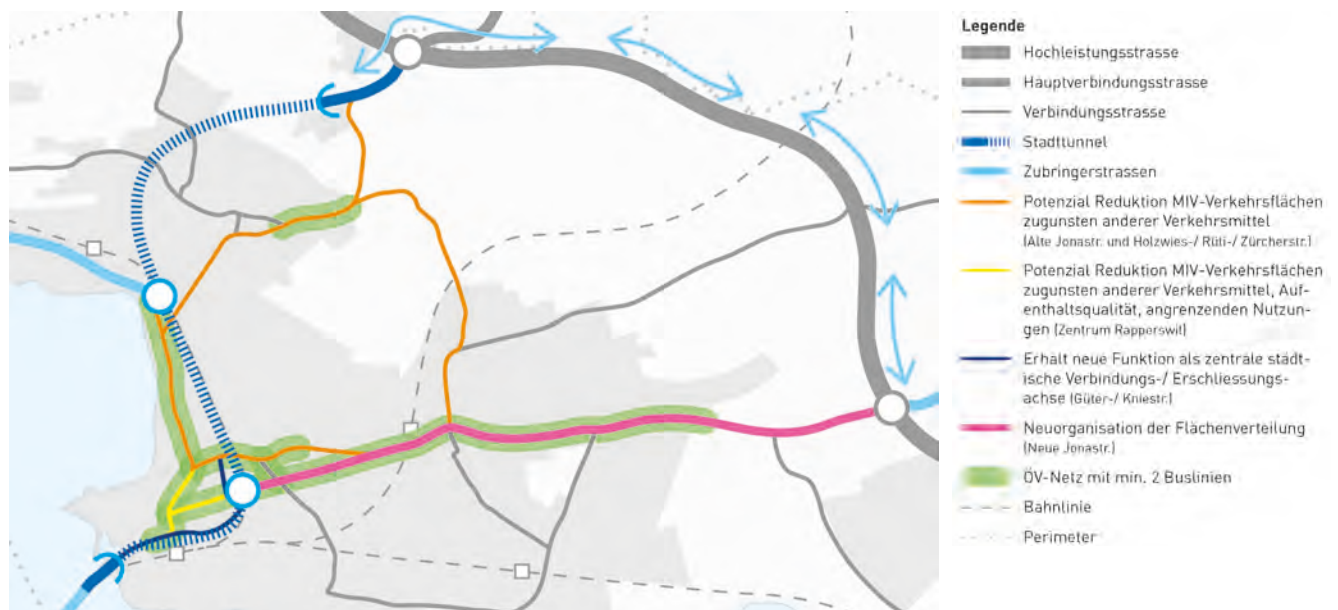 Legende
Hochleistungsstrasse
Hauptverbindungsstrasse
Verbindungsstrasse
Stadttunnel
Zubringerstrassen
Potenzial Reduktion MIV-Verkehrsflächen
zugunsten anderer Verkehrsmittel
(Alte Jonastr. und Holzwies-/ Rüti-/ Zürcherstr.)
Potenzial Reduktion MIV-Verkehrsflächen
zugunsten anderer Verkehrsmittel, Auf-
enthaltsqualität, angrenzenden Nutzun-
gen (Zentrum Rapperswil)
Erhält neue Funktion als zentrale städt-
ische Verbindungs-/ Erschliessungs-
achse (Güter-/ Kniestr.)
Neuorganisation der Flächenverteilung
(Neue Jonastr.)
ÖV-Netz mit min. 2 Buslinien
Bahnlinie
Perimeter